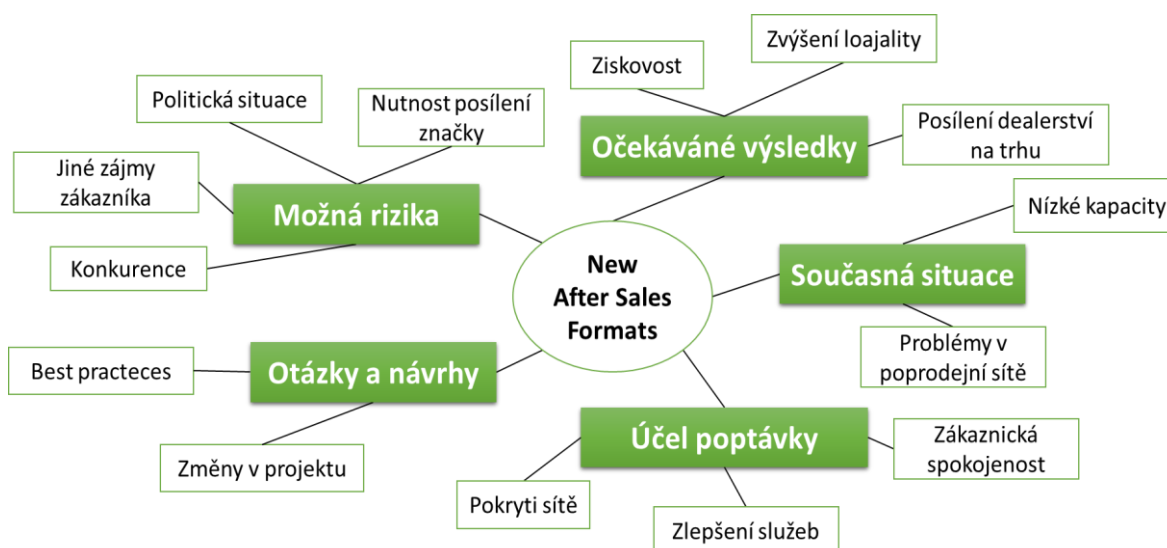 Zvýšení loajality
Ziskovost
Politická situace
Nutnost posílení
značky
Očekáváné výsledky
Posílení dealerství
na trhu
Jiné zájmy
zákazníka
Možná rizika
Nízké kapacity
Konkurence
New
After Sales
Formats
Současná situace
Problémy v
poprodejní sítě
Best practeces
Otázky a návrhy
Účel poptávky
Zákaznická
spokojenost
Změny v projektu
Pokryti sítě
Zlepšení služeb